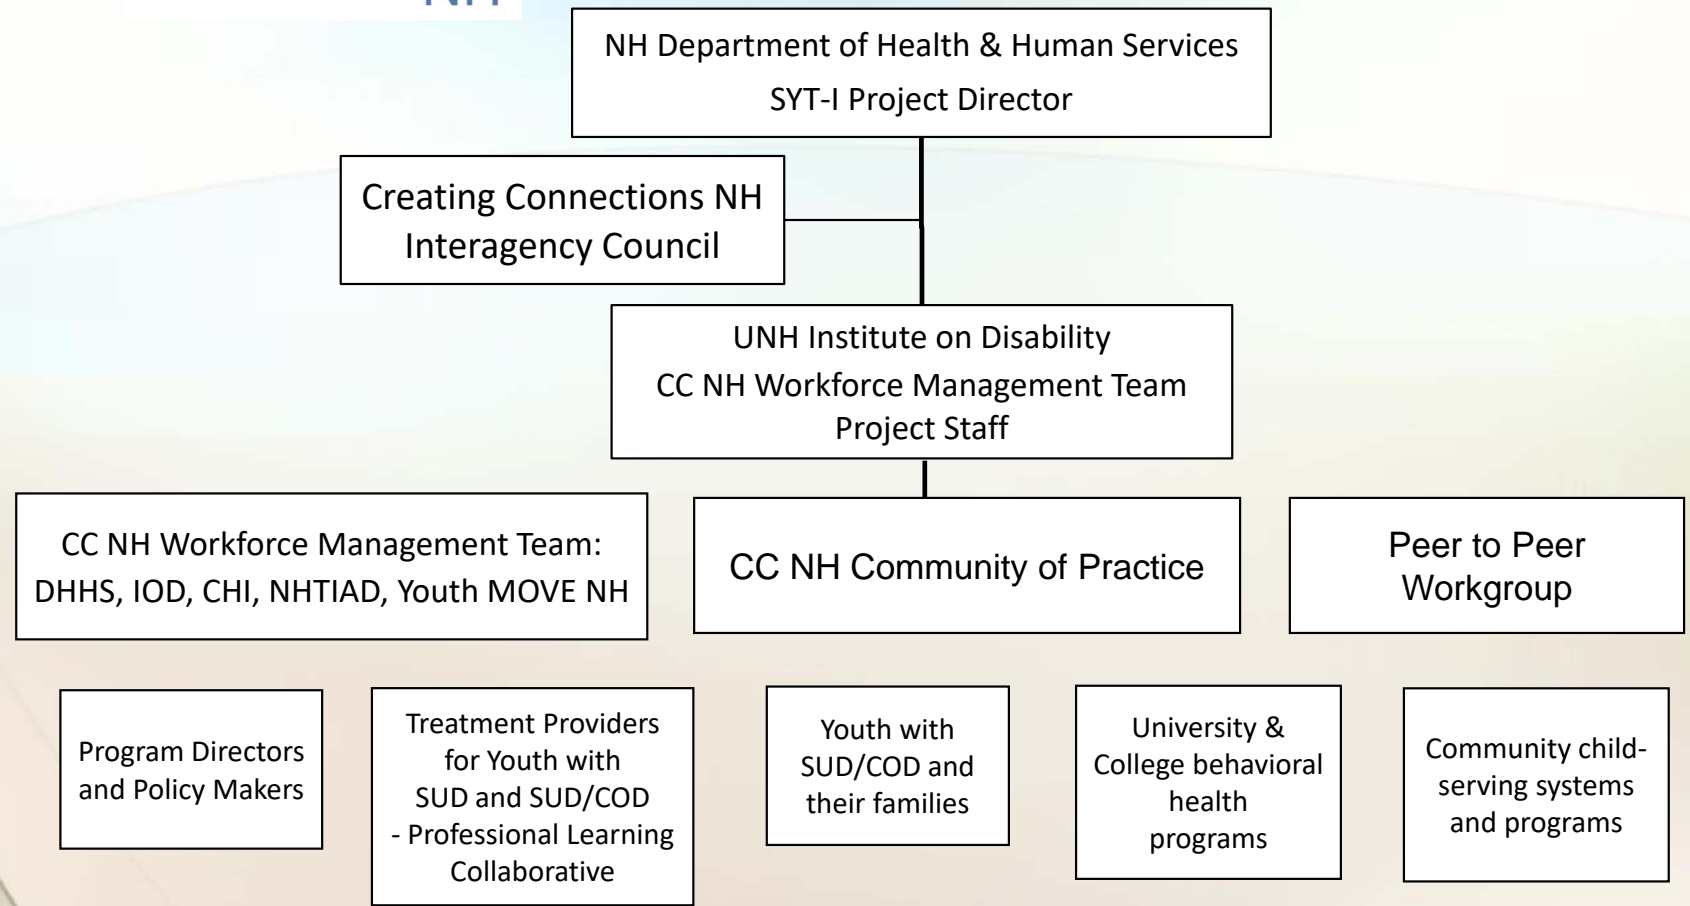 NH
NH Department of Health & Human Services
SYT-I Project Director
Creating Connections NH
Interagency Council
UNH Institute on Disability
CC NH Workforce Management Team
Project Staff
CC NH Workforce Management Team:
DHHS, IOD, CHI, NHTIAD, Youth MOVE NH
CC NH Community of Practice
Peer to Peer
Workgroup
Program Directors
and Policy Makers
Treatment Providers
for Youth with
SUD and SUD/COD
- Professional Learning
Collaborative
Youth with
SUD/COD and
their families
University &
College behavioral
health
programs
Community child-
serving systems
and programs